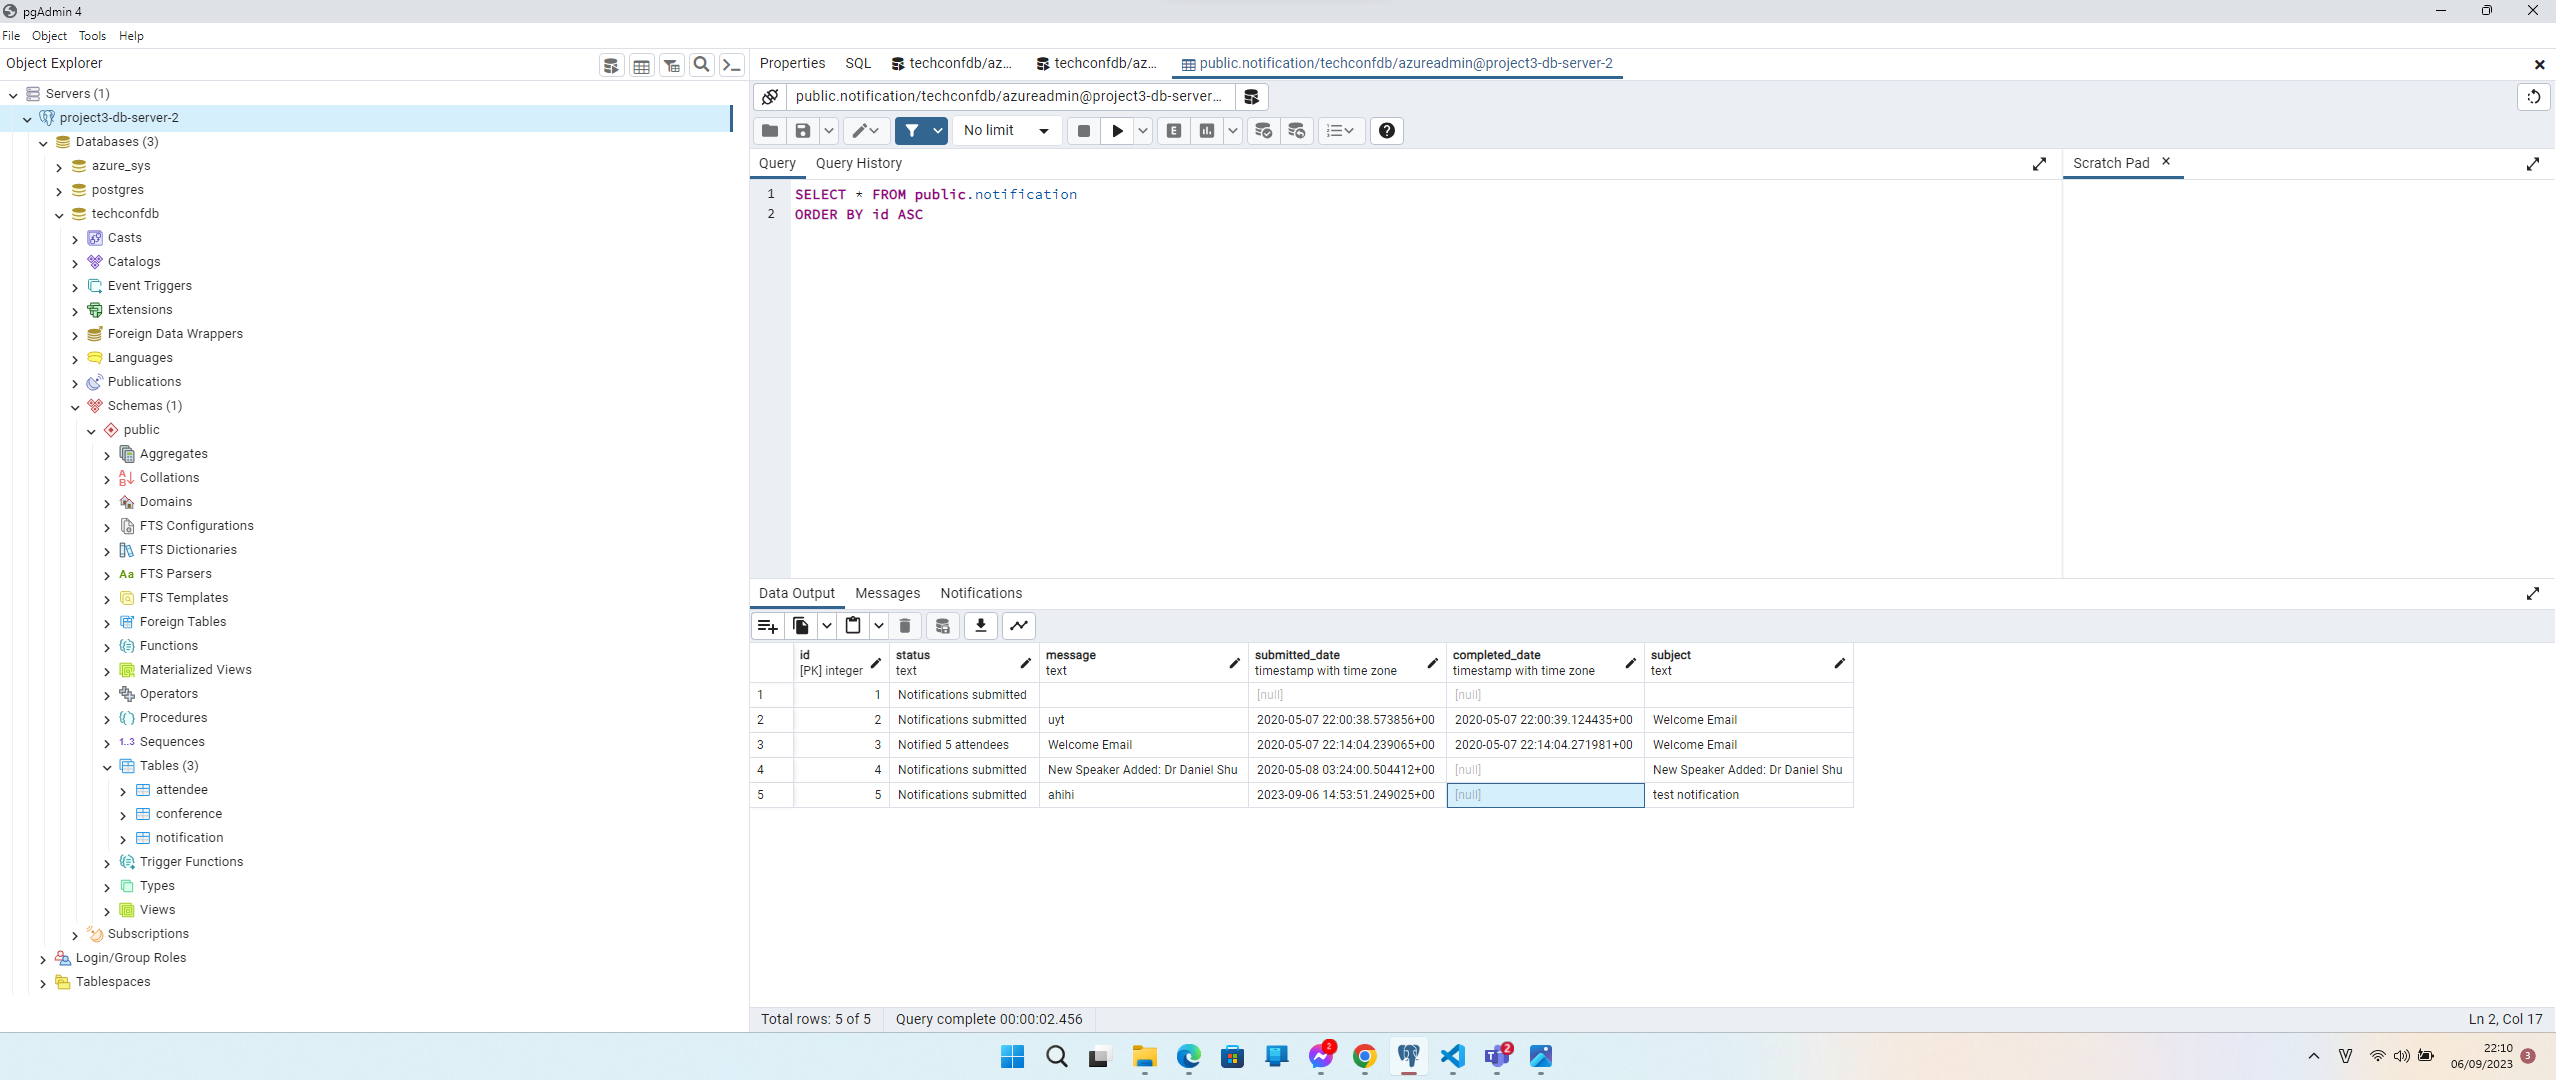 pgAdmin 4
File Object Tools Help
Object Explorer
Servers (1)
project3-db-server-2
Databases (3)
azure_sys
postgres
techconfdb
Casts
Catalogs
Event Triggers
Extensions
Foreign Data Wrappers
Languages
Publications
Schemas (1)
public
Aggregates
Collations
Domains
FTS Configurations
FTS Dictionaries
Aa FTS Parsers
FTS Templates
Foreign Tables
Functions
Materialized Views
Operators
Procedures
1..3 Sequences
Tables (3)
attendee
conference
notification
Trigger Functions
Types
Views
Subscriptions
Login/Group Roles
Tablespaces
Properties SQL techconfdb/az... techconfdb/az... public.notification/techconfdb/azureadmin@project3-db-server-2
public.notification/techconfdb/azureadmin@project3-db-server...
No limit E
Query Query History Scratch Pad
1 SELECT * FROM public.notification
2 ORDER BY id ASC
Data Output Messages Notifications
id status message submitted_date completed_date subject
[PK] integer text text timestamp with time zone timestamp with time zone text
1 1 Notifications submitted [null] [null]
2 2 Notifications submitted uyt 2020-05-07 22:00:38.573856+00 2020-05-07 22:00:39.124435+00 Welcome Email
3 3 Notified 5 attendees Welcome Email 2020-05-07 22:14:04.239065+00 2020-05-07 22:14:04.271981+00 Welcome Email
4 4 Notifications submitted New Speaker Added: Dr Daniel Shu 2020-05-08 03:24:00.504412+00 [null] New Speaker Added: Dr Daniel Shu
5 5 Notifications submitted ahihi 2023-09-06 14:53:51.249025+00 [null] test notification
Total rows: 5 of 5 Query complete 00:00:02.456 Ln 2, Col 17
2 2 V 22:10
06/09/2023 3